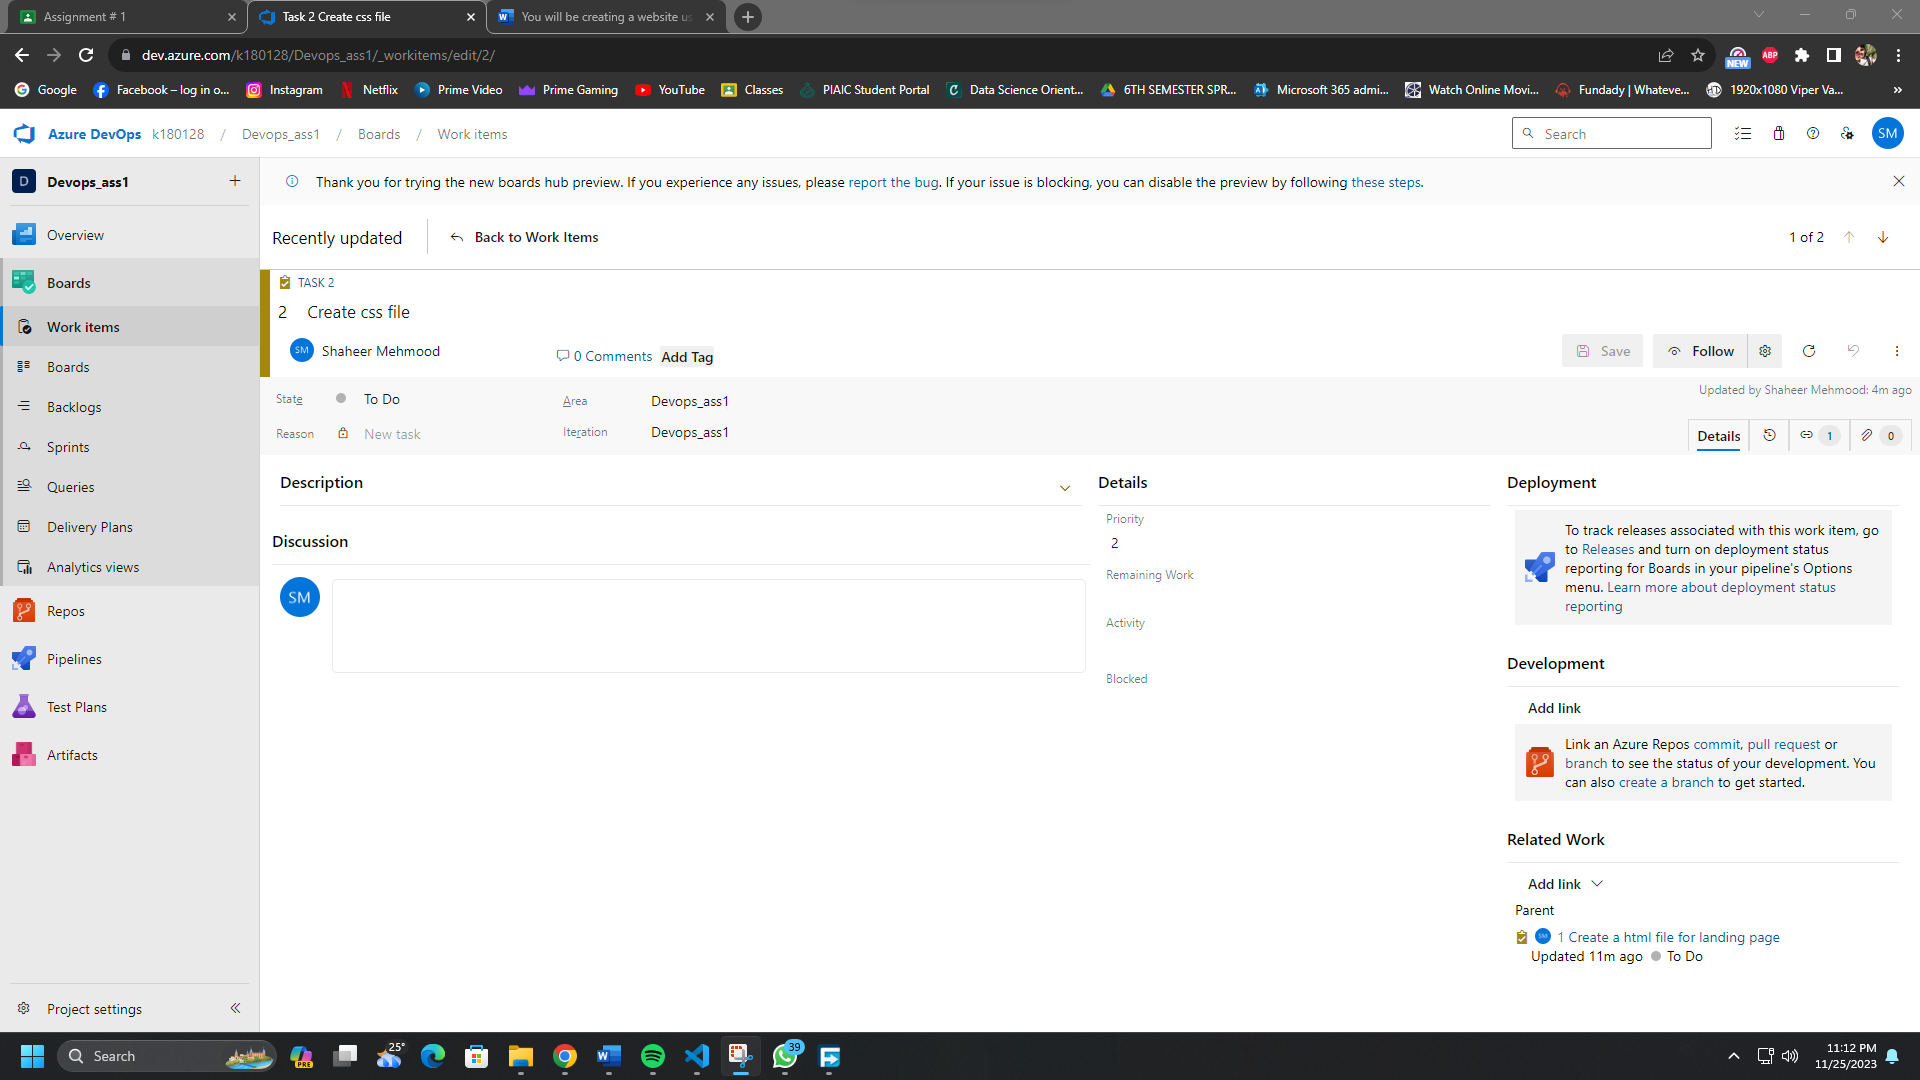 Assignment # 1
Task 2 Create css file
You will be creating a website us
dev.azure.com/k180128/Devops_ass1/_workitems/edit/2/
NEW
ABP
Google
Facebook – log in o...
Instagram
Netflix
Prime Video
Prime Gaming
YouTube
Classes
PIAIC Student Portal
Data Science Orient...
6TH SEMESTER SPR...
Microsoft 365 admi...
Watch Online Movi...
Fundady | Whateve...
1920x1080 Viper Va...
Azure DevOps k180128 / Devops_ass1 / Boards / Work items
Search
SM
D Devops_ass1
Thank you for trying the new boards hub preview. If you experience any issues, please report the bug. If your issue is blocking, you can disable the preview by following these steps.
Overview
Boards
Work items
Boards
Backlogs
Sprints
Queries
Delivery Plans
Analytics views
Repos
Pipelines
Test Plans
Artifacts
Project settings
Recently updated
Back to Work Items
1 of 2
TASK 2
2 Create css file
SM Shaheer Mehmood
0 Comments
Add Tag
Save
Follow
State
To Do
Area
Devops_ass1
Updated by Shaheer Mehmood: 4m ago
Reason
New task
Iteration
Devops_ass1
Details
1
0
Description
Discussion
SM
Details
Priority
2
Remaining Work
Activity
Blocked
Deployment
To track releases associated with this work item, go
to Releases and turn on deployment status
reporting for Boards in your pipeline's Options
menu. Learn more about deployment status
reporting
Development
Add link
Link an Azure Repos commit, pull request or
branch to see the status of your development. You
can also create a branch to get started.
Related Work
Add link
Parent
SM 1 Create a html file for landing page
Updated 11m ago To Do
Search
PRE
25°
39
11:12 PM
11/25/2023